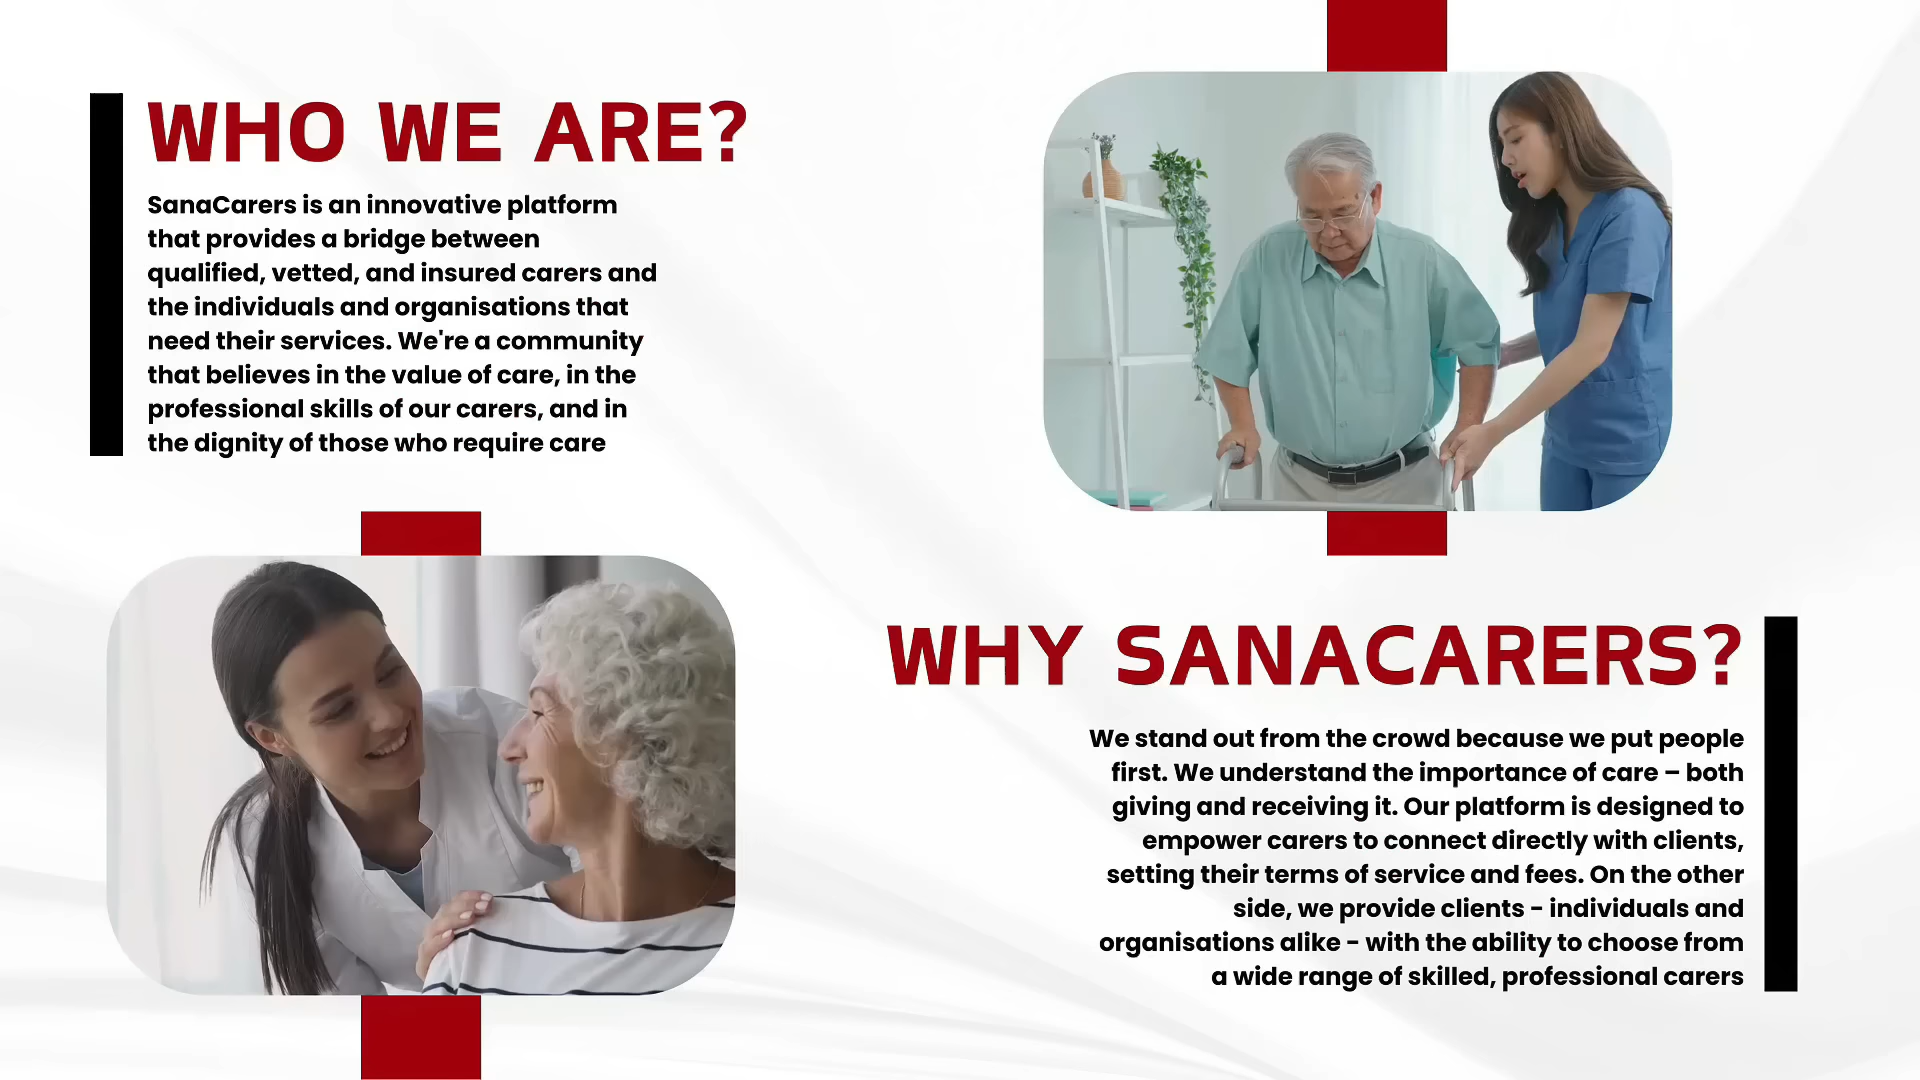 WHO WE ARE?
SanaCarers is an innovative platform
that provides a bridge between
qualified, vetted, and insured carers and
the individuals and organisations that
need their services. We're a community
that believes in the value of care, in the
professional skills of our carers, and in
the dignity of those who require care
WHY SANACARERS?
We stand out from the crowd because we put people
first. We understand the importance of care – both
giving and receiving it. Our platform is designed to
empower carers to connect directly with clients,
setting their terms of service and fees. On the other
side, we provide clients - individuals and
organisations alike - with the ability to choose from
a wide range of skilled, professional carers